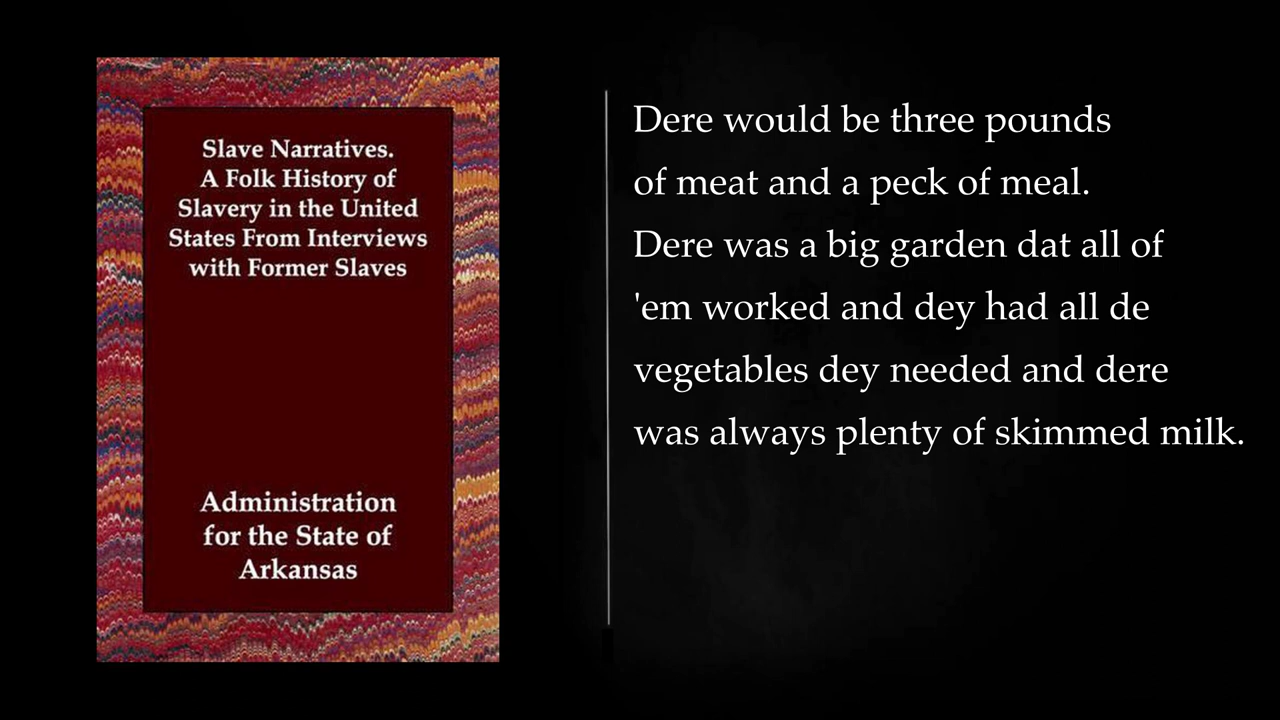 Slave Narratives.
A Folk History of
Slavery in the United
States From Interviews
with Former Slaves
Administration
for the State of
Arkansas
Dere would be three pounds
of meat and a peck of meal.
Dere was a big garden dat all of
'em worked and dey had all de
vegetables dey needed and dere
was always plenty of skimmed milk.